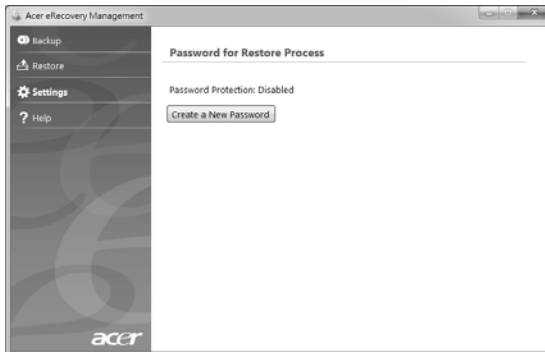 Acer eRecovery Management
Backup
Restore
Settings
? Help
Password for Restore Process
Password Protection: Disabled
Create a New Password
acer